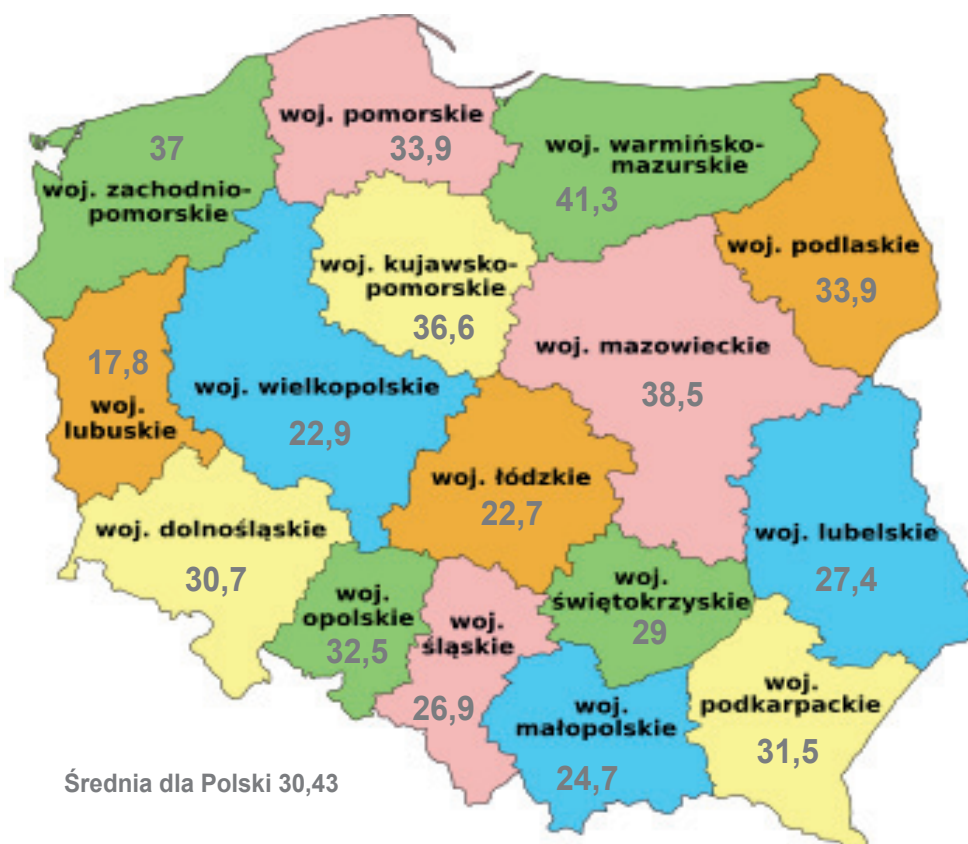 woj. pomorskie
33,9
37
woj. zachodnio-
pomorskie
woj. warmińsko-
mazurskie
41,3
woj. podlaskie
33,9
woj. kujawsko-
pomorskie
36,6
woj. mazowieckie
38,5
17,8
woj.
lubuskie
woj. wielkopolskie
22,9
woj. łódzkie
22,7
woj. dolnośląskie
30,7
woj. lubelskie
27,4
woj.
opolskie
32,5
woj.
śląskie
26,9
woj.
świętokrzyskie
29
woj.
małopolskie
24,7
woj.
podkarpackie
31,5
Średnia dla Polski 30,43